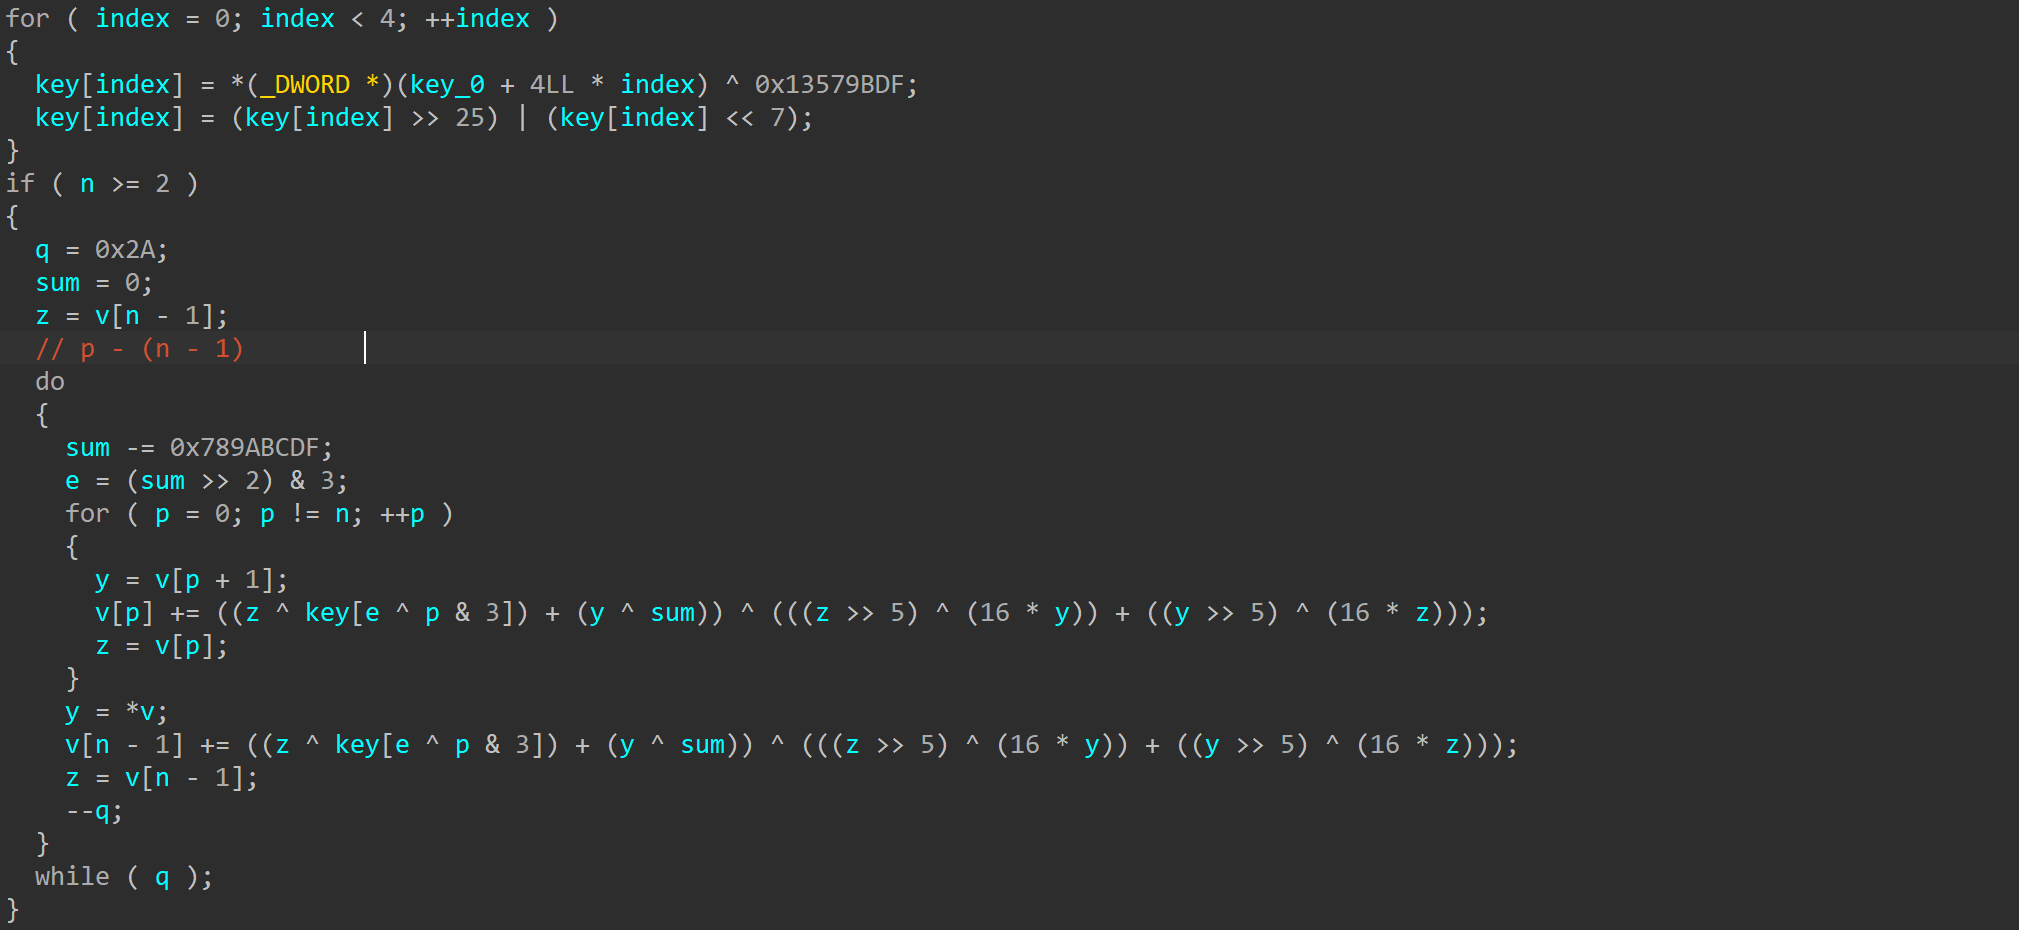 for ( index = 0; index < 4; ++index )
{
  key[index] = *(_DWORD *)(key_0 + 4LL * index) ^ 0x13579BDF;
  key[index] = (key[index] >> 25) | (key[index] << 7);
}
if ( n >= 2 )
{
  q = 0x2A;
  sum = 0;
  z = v[n - 1];
  // p - (n - 1)
  do
  {
    sum -= 0x789ABCDF;
    e = (sum >> 2) & 3;
    for ( p = 0; p != n; ++p )
    {
      y = v[p + 1];
      v[p] += ((z ^ key[e ^ p & 3]) + (y ^ sum)) ^ (((z >> 5) ^ (16 * y)) + ((y >> 5) ^ (16 * z)));
      z = v[p];
    }
    y = *v;
    v[n - 1] += ((z ^ key[e ^ p & 3]) + (y ^ sum)) ^ (((z >> 5) ^ (16 * y)) + ((y >> 5) ^ (16 * z)));
    z = v[n - 1];
    --q;
  }
  while ( q );
}